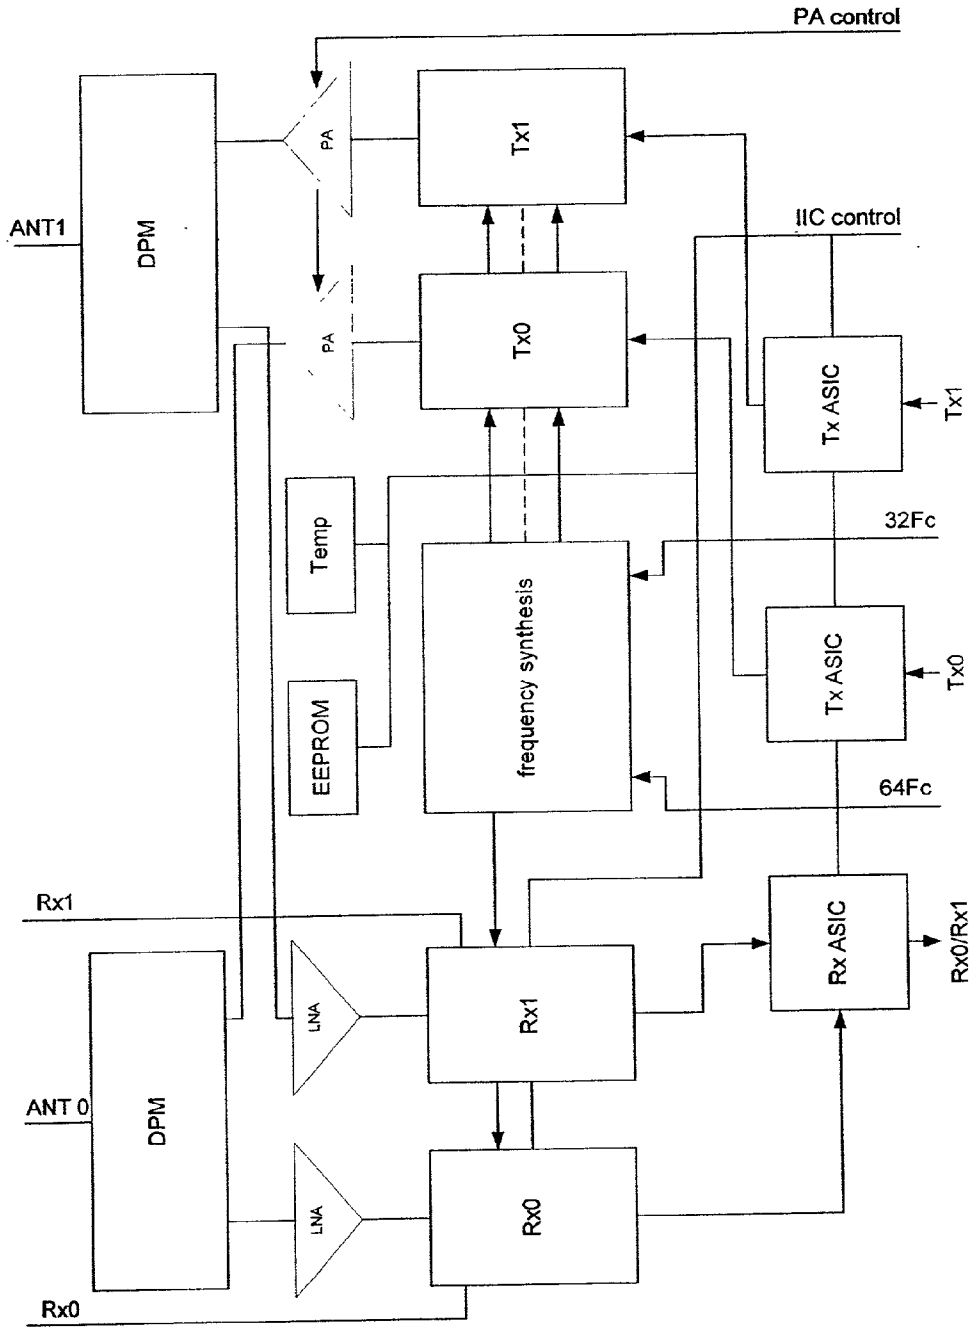 PA control
ANT1
DPM
PA
Tx1
IIC control
PA
Tx0
Tx ASIC
Tx1
Temp
32Fc
EEPROM
frequency synthesis
Tx ASIC
Tx0
64Fc
Rx1
ANT 0
DPM
LNA
Rx1
Rx ASIC
Rx0/Rx1
LNA
Rx0
Rx0